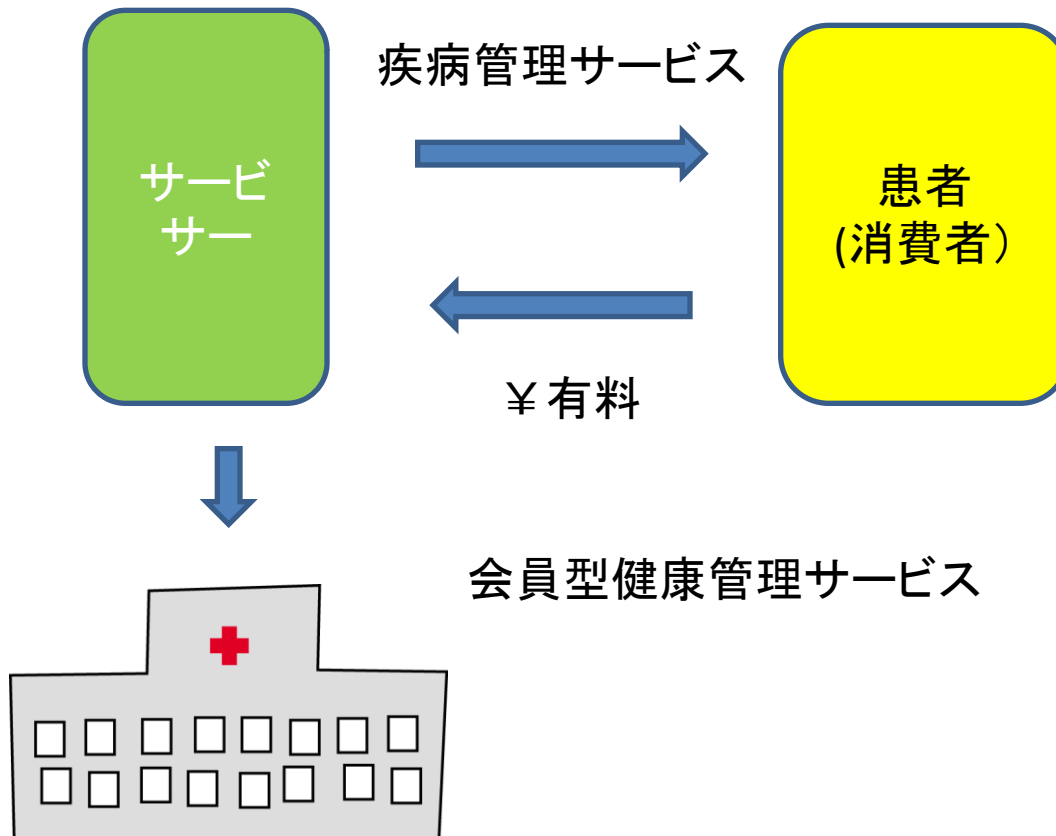 疾病管理サービス
サービ
サー
患者
(消費者）
￥有料
会員型健康管理サービス